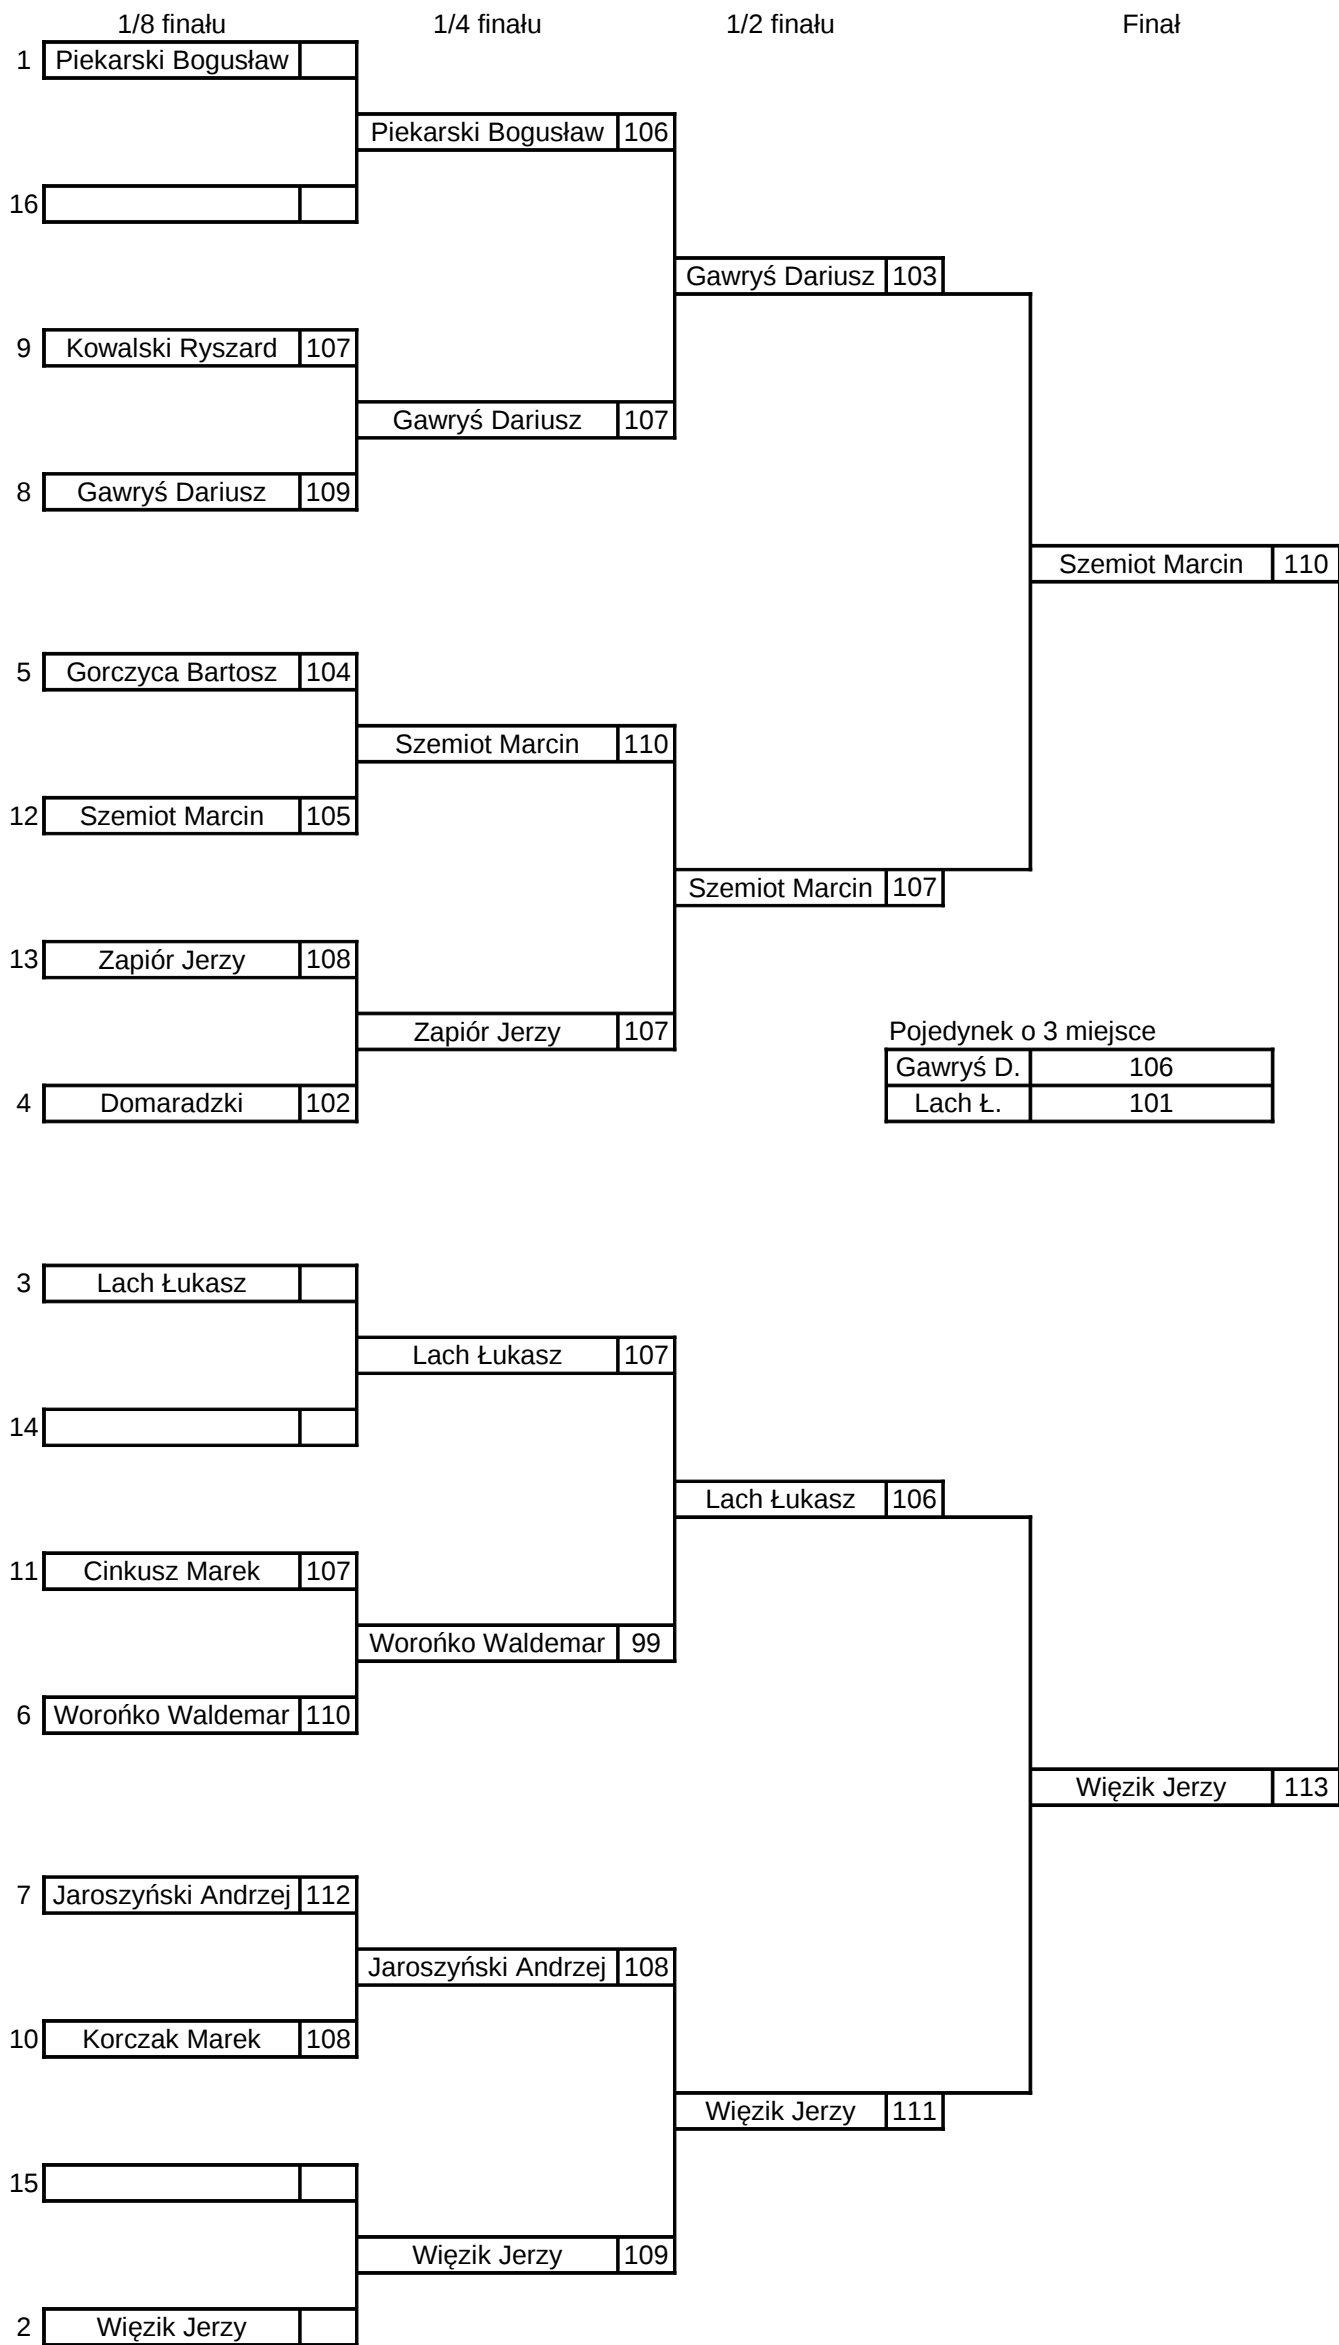 1/8 finału 1/4 finału 1/2 finału Finał
1 Piekarski Bogusław
Piekarski Bogusław 106
16
Gawryś Dariusz 103
9 Kowalski Ryszard 107
Gawryś Dariusz 107
8 Gawryś Dariusz 109
Szemiot Marcin 110
5 Gorczyca Bartosz 104
Szemiot Marcin 110
12 Szemiot Marcin 105
Szemiot Marcin 107
13 Zapiór Jerzy 108
Zapiór Jerzy 107 Pojedynek o 3 miejsce
Gawryś D. 106
4 Domaradzki 102 Lach Ł. 101
3 Lach Łukasz
Lach Łukasz 107
14
Lach Łukasz 106
11 Cinkusz Marek 107
Worońko Waldemar 99
6 Worońko Waldemar 110
Więzik Jerzy 113
7 Jaroszyński Andrzej 112
Jaroszyński Andrzej 108
10 Korczak Marek 108
Więzik Jerzy 111
15
Więzik Jerzy 109
2 Więzik Jerzy